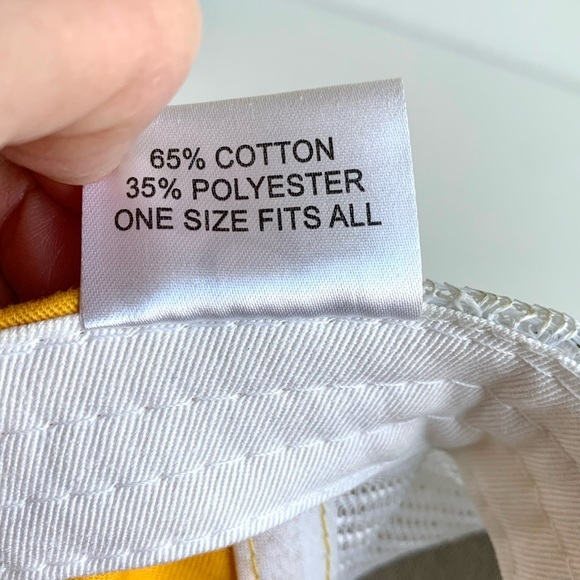 65% COTTON
35% POLYESTER
ONE SIZE FITS ALL